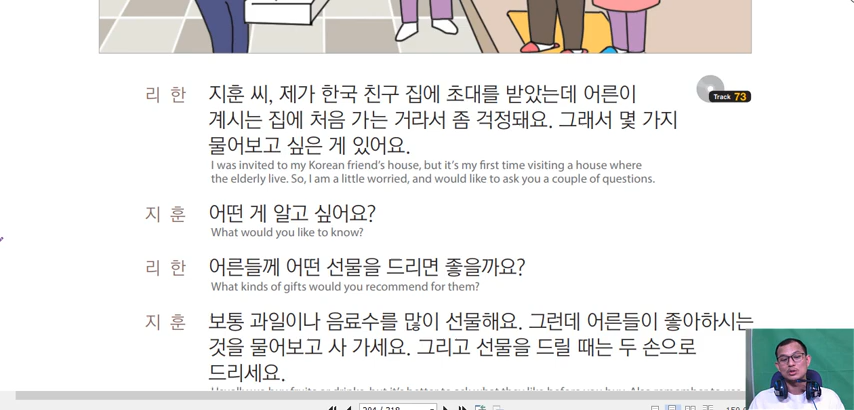 Track 73
리 한 지훈 씨, 제가 한국 친구 집에 초대를 받았는데 어른이
계시는 집에 처음 가는 거라서 좀 걱정돼요. 그래서 몇 가지
물어보고 싶은 게 있어요.
I was invited to my Korean friend's house, but it's my first time visiting a house where
the elderly live. So, I am a little worried, and would like to ask you a couple of questions.
지 훈 어떤 게 알고 싶어요?
What would you like to know?
리 한 어른들께 어떤 선물을 드리면 좋을까요?
What kinds of gifts would you recommend for them?
지 훈 보통 과일이나 음료수를 많이 선물해요. 그런데 어른들이 좋아하시는
것을 물어보고 사 가세요. 그리고 선물을 드릴 때는 두 손으로
드리세요.